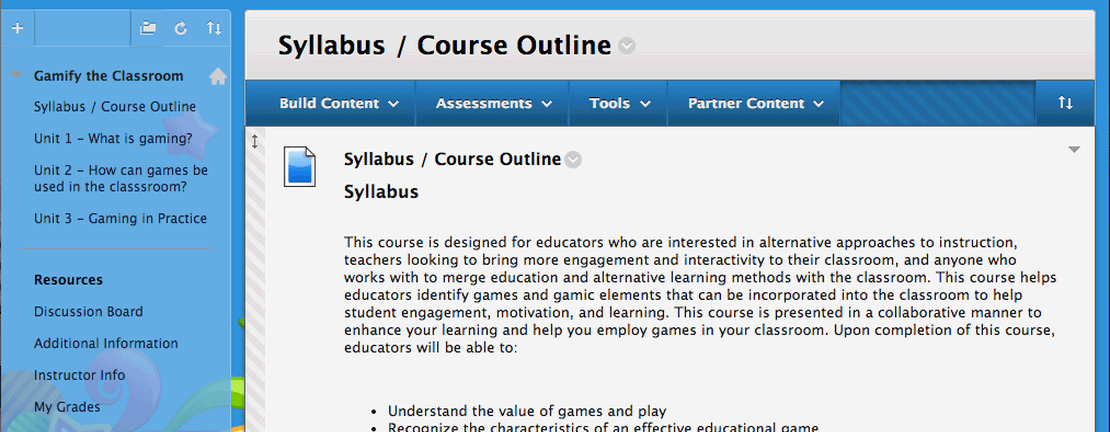 Gamify the Classroom
Syllabus / Course Outline
Unit 1 – What is gaming?
Unit 2 – How can games be
used in the classsroom?
Unit 3 – Gaming in Practice
Resources
Discussion Board
Additional Information
Instructor Info
My Grades
Syllabus / Course Outline
Build Content
Assessments
Tools
Partner Content
Syllabus / Course Outline
Syllabus
This course is designed for educators who are interested in alternative approaches to instruction,
teachers looking to bring more engagement and interactivity to their classroom, and anyone who
works with to merge education and alternative learning methods with the classroom. This course helps
educators identify games and gamic elements that can be incorporated into the classroom to help
student engagement, motivation, and learning. This course is presented in a collaborative manner to
enhance your learning and help you employ games in your classroom. Upon completion of this course,
educators will be able to:
• Understand the value of games and play
• Recognize the characteristics of an effective educational game